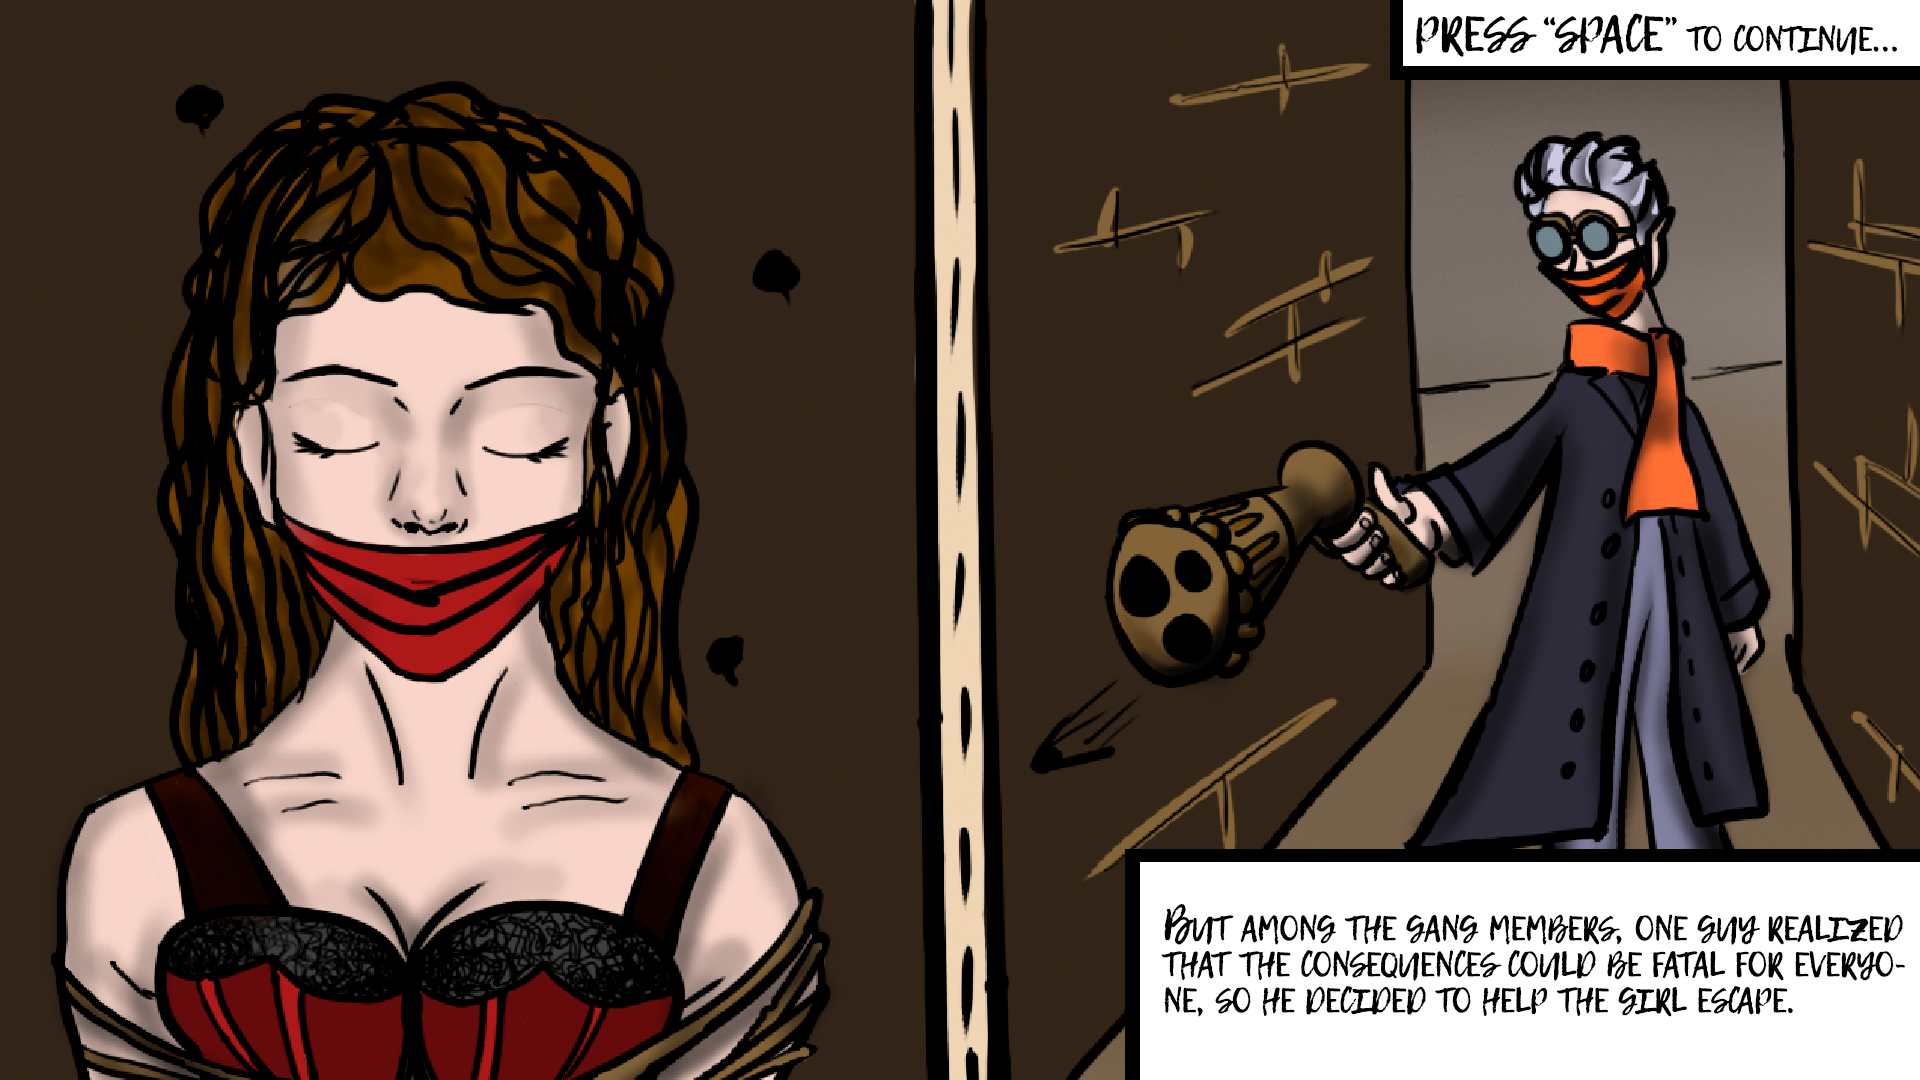 PRESS “SPACE” TO CONTINUE...
BUT AMONG THE GANG MEMBERS, ONE GUY REALIZED
THAT THE CONSEQUENCES COULD BE FATAL FOR EVERYO-
NE, SO HE DECIDED TO HELP THE GIRL ESCAPE.